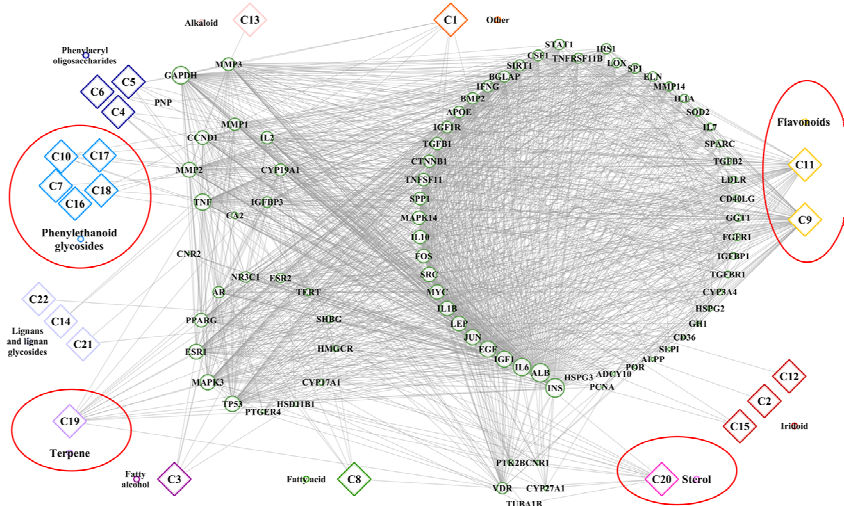 Alkaloid
C13
C1
Other
Phenylacryl
oligosaccharides
C5
C6
C4
PNP
GAPDH
MMP3
STAT1
CSF1
IRS1
TNFRSF11B
LOX
SIRT1
SP1
BGLAP
ELN
IFNG
MMP14
BMP2
IL1A
APOE
SOD2
IGF1R
IL7
TGFB1
SPARC
CTNNB1
TGFB2
TNFSF11
LDLR
SPP1
CD40LG
MAPK14
GGT1
IL10
FGFR1
FOS
IGFBP1
SRC
TGFBR1
MYC
CYP3A4
IL1B
HSPG2
LEP
GH1
JUN
CD36
EGF
SLPI
IGF1
ALPP
IL6
POR
ALB
ADCY10
INS
HSPG3
PCNA
MMP1
CCND1
IL2
MMP2
CYP19A1
TNF
IGFBP3
CA2
CNR2
NR3C1
ESR2
AR
TERT
PPARG
SHBG
ESR1
HMGCR
MAPK3
CYP17A1
TP53
HSD11B1
PTGER4
C10
C17
C7
C18
C16
Phenylethanoid
glycosides
Flavonoids
C11
C9
C22
C14
C21
Lignans
and lignan
glycosides
C12
C2
C15
Iridoid
C19
Terpene
Fatty
alcohol
C3
Fatty acid
C8
PTK2B
CNR1
VDR
CYP27A1
TUBA1B
C20
Sterol